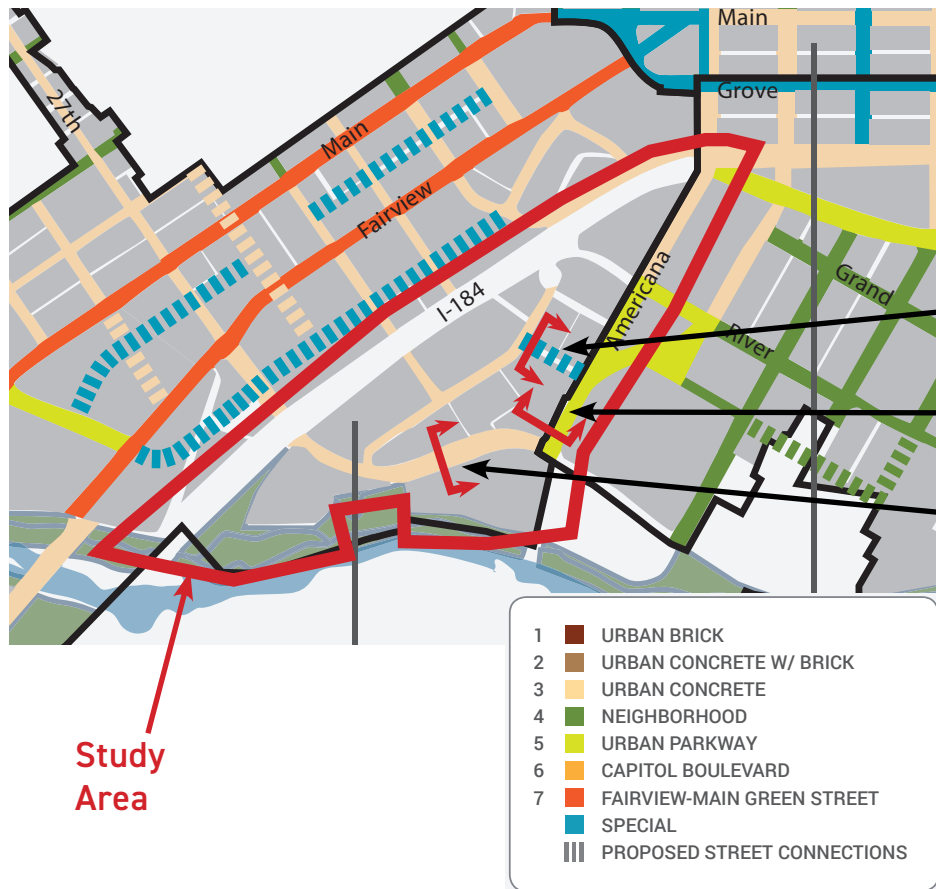 Main
Grove
27th
Main
Fairview
Grand
I-184
Americana
River
Study
Area
1 URBAN BRICK
2 URBAN CONCRETE W/ BRICK
3 URBAN CONCRETE
4 NEIGHBORHOOD
5 URBAN PARKWAY
6 CAPITOL BOULEVARD
7 FAIRVIEW-MAIN GREEN STREET
SPECIAL
PROPOSED STREET CONNECTIONS